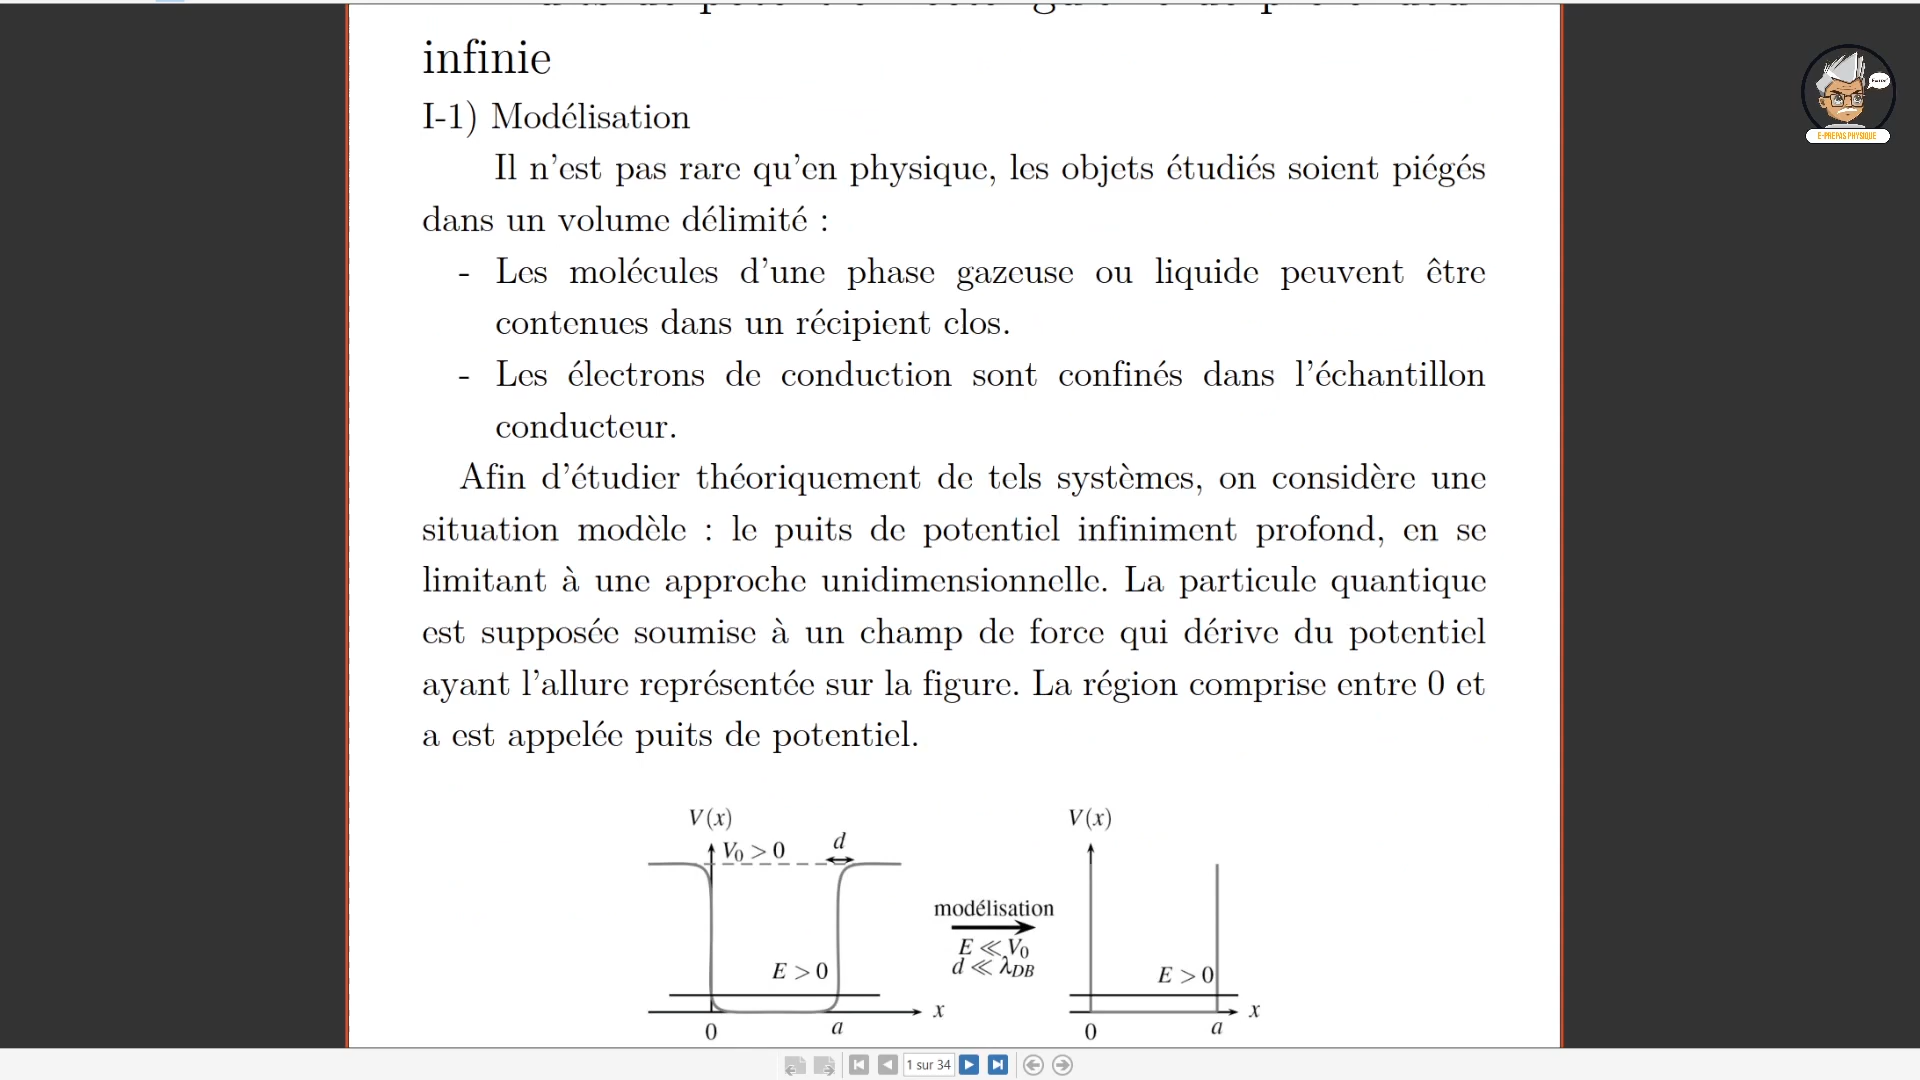 infinie
I-1) Modélisation
Il n'est pas rare qu'en physique, les objets étudiés soient piégés
dans un volume délimité :
- Les molécules d'une phase gazeuse ou liquide peuvent être
contenues dans un récipient clos.
- Les électrons de conduction sont confinés dans l'échantillon
conducteur.
Afin d'étudier théoriquement de tels systèmes, on considère une
situation modèle : le puits de potentiel infiniment profond, en se
limitant à une approche unidimensionnelle. La particule quantique
est supposée soumise à un champ de force qui dérive du potentiel
ayant l'allure représentée sur la figure. La région comprise entre 0 et
a est appelée puits de potentiel.
V(x)
V(x)
V₀ > 0
d
modélisation
E ≪ V₀
d ≪ λDB
E > 0
E > 0
x
x
0
a
0
a
E-PREPAS PHYSIQUE
1 sur 34